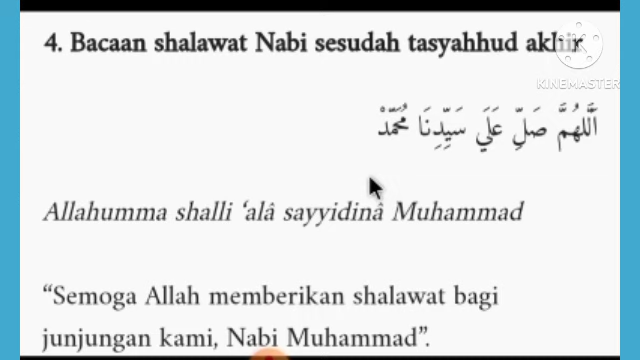 4. Bacaan shalawat Nabi sesudah tasyahhud akhir
KINEMASTER
اَللَّهُمَّ صَلِّ عَلَي سَيِّدِنَا مُحَمَّدْ
Allahumma shalli ‘alâ sayyidinâ Muhammad
“Semoga Allah memberikan shalawat bagi
junjungan kami, Nabi Muhammad”.